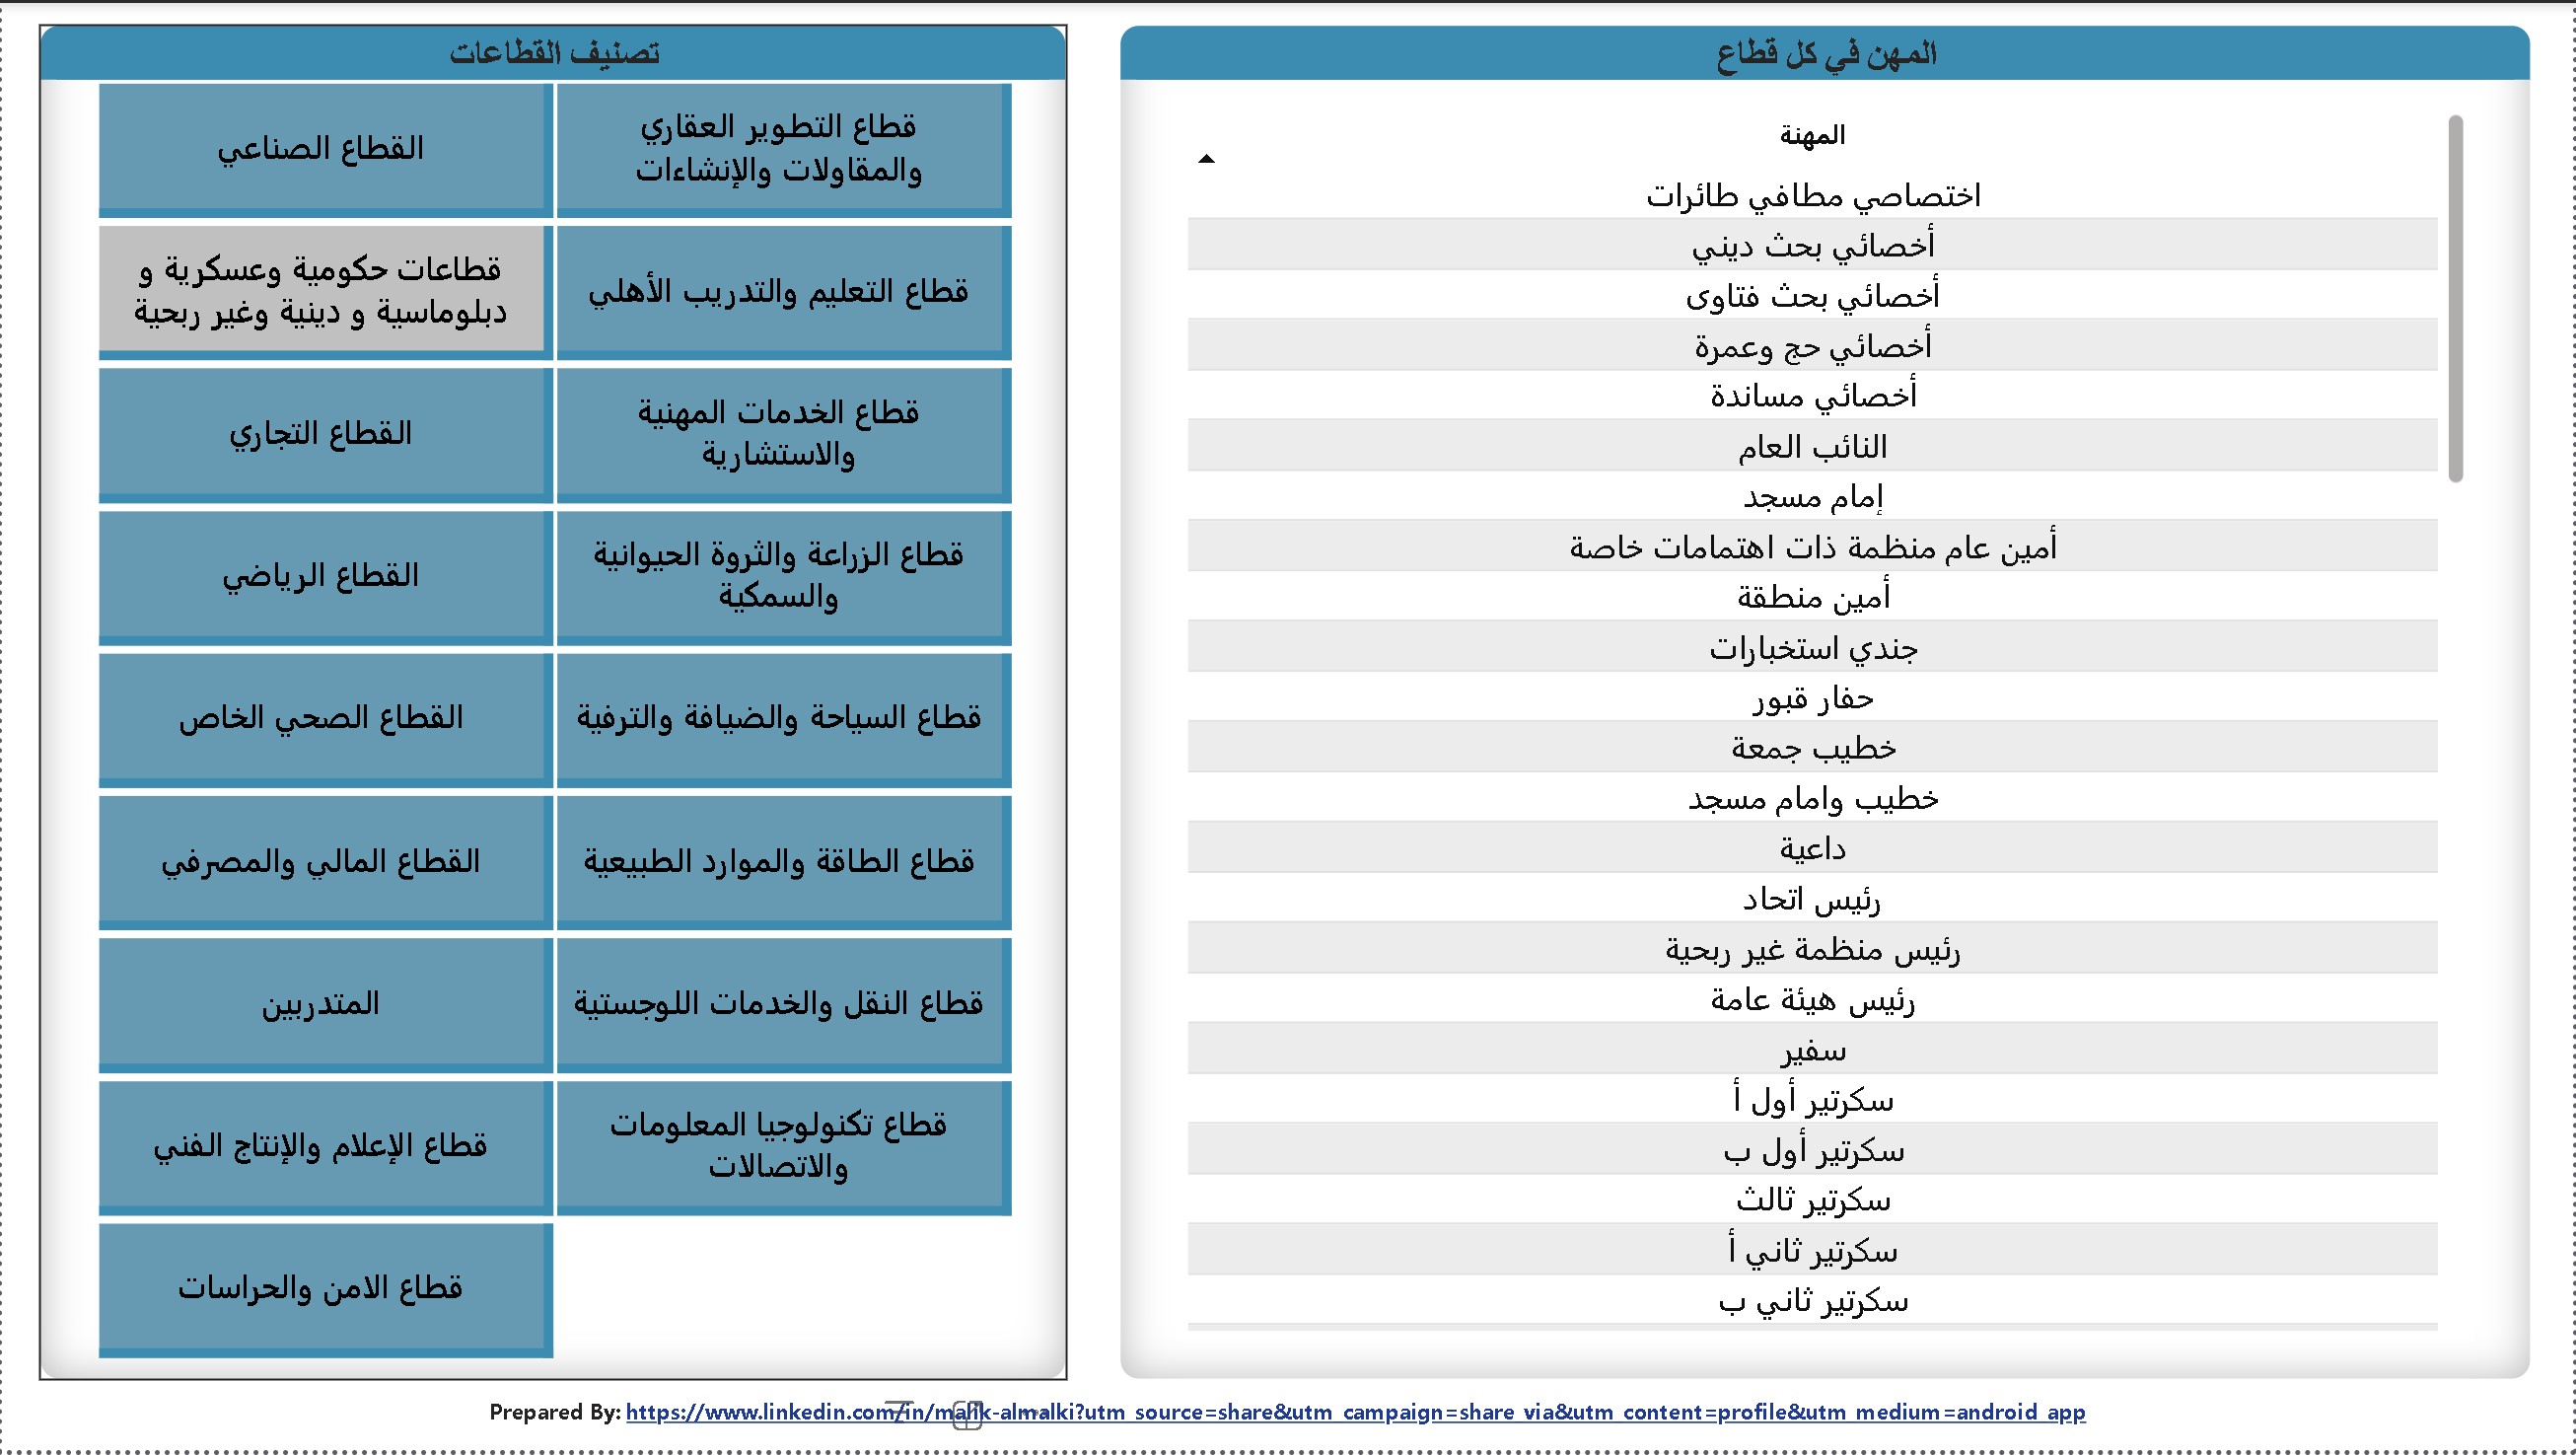 المهن في كل قطاع
المهنة
اختصاصي مطافي طائرات
أخصائي بحث ديني
أخصائي بحث فتاوى
أخصائي حج وعمرة
أخصائي مساندة
النائب العام
إمام مسجد
أمين عام منظمة ذات اهتمامات خاصة
أمين منطقة
جندي استخبارات
حفار قبور
خطيب جمعة
خطيب وامام مسجد
داعية
رئيس اتحاد
رئيس منظمة غير ربحية
رئيس هيئة عامة
سفير
سكرتير أول أ
سكرتير أول ب
سكرتير ثالث
سكرتير ثاني أ
سكرتير ثاني ب
تصنيف القطاعات
قطاع التطوير العقاري
والمقاولات والإنشاءات
القطاع الصناعي
قطاع التعليم والتدريب الأهلي
قطاعات حكومية وعسكرية و
دبلوماسية و دينية وغير ربحية
قطاع الخدمات المهنية
والاستشارية
القطاع التجاري
قطاع الزراعة والثروة الحيوانية
والسمكية
القطاع الرياضي
قطاع السياحة والضيافة والترفية
القطاع الصحي الخاص
قطاع الطاقة والموارد الطبيعية
القطاع المالي والمصرفي
قطاع النقل والخدمات اللوجستية
المتدربين
قطاع تكنولوجيا المعلومات
والاتصالات
قطاع الإعلام والإنتاج الفني
قطاع الامن والحراسات
Prepared By: https://www.linkedin.com/in/malik-almalki?utm_source=share&utm_campaign=share_via&utm_content=profile&utm_medium=android_app